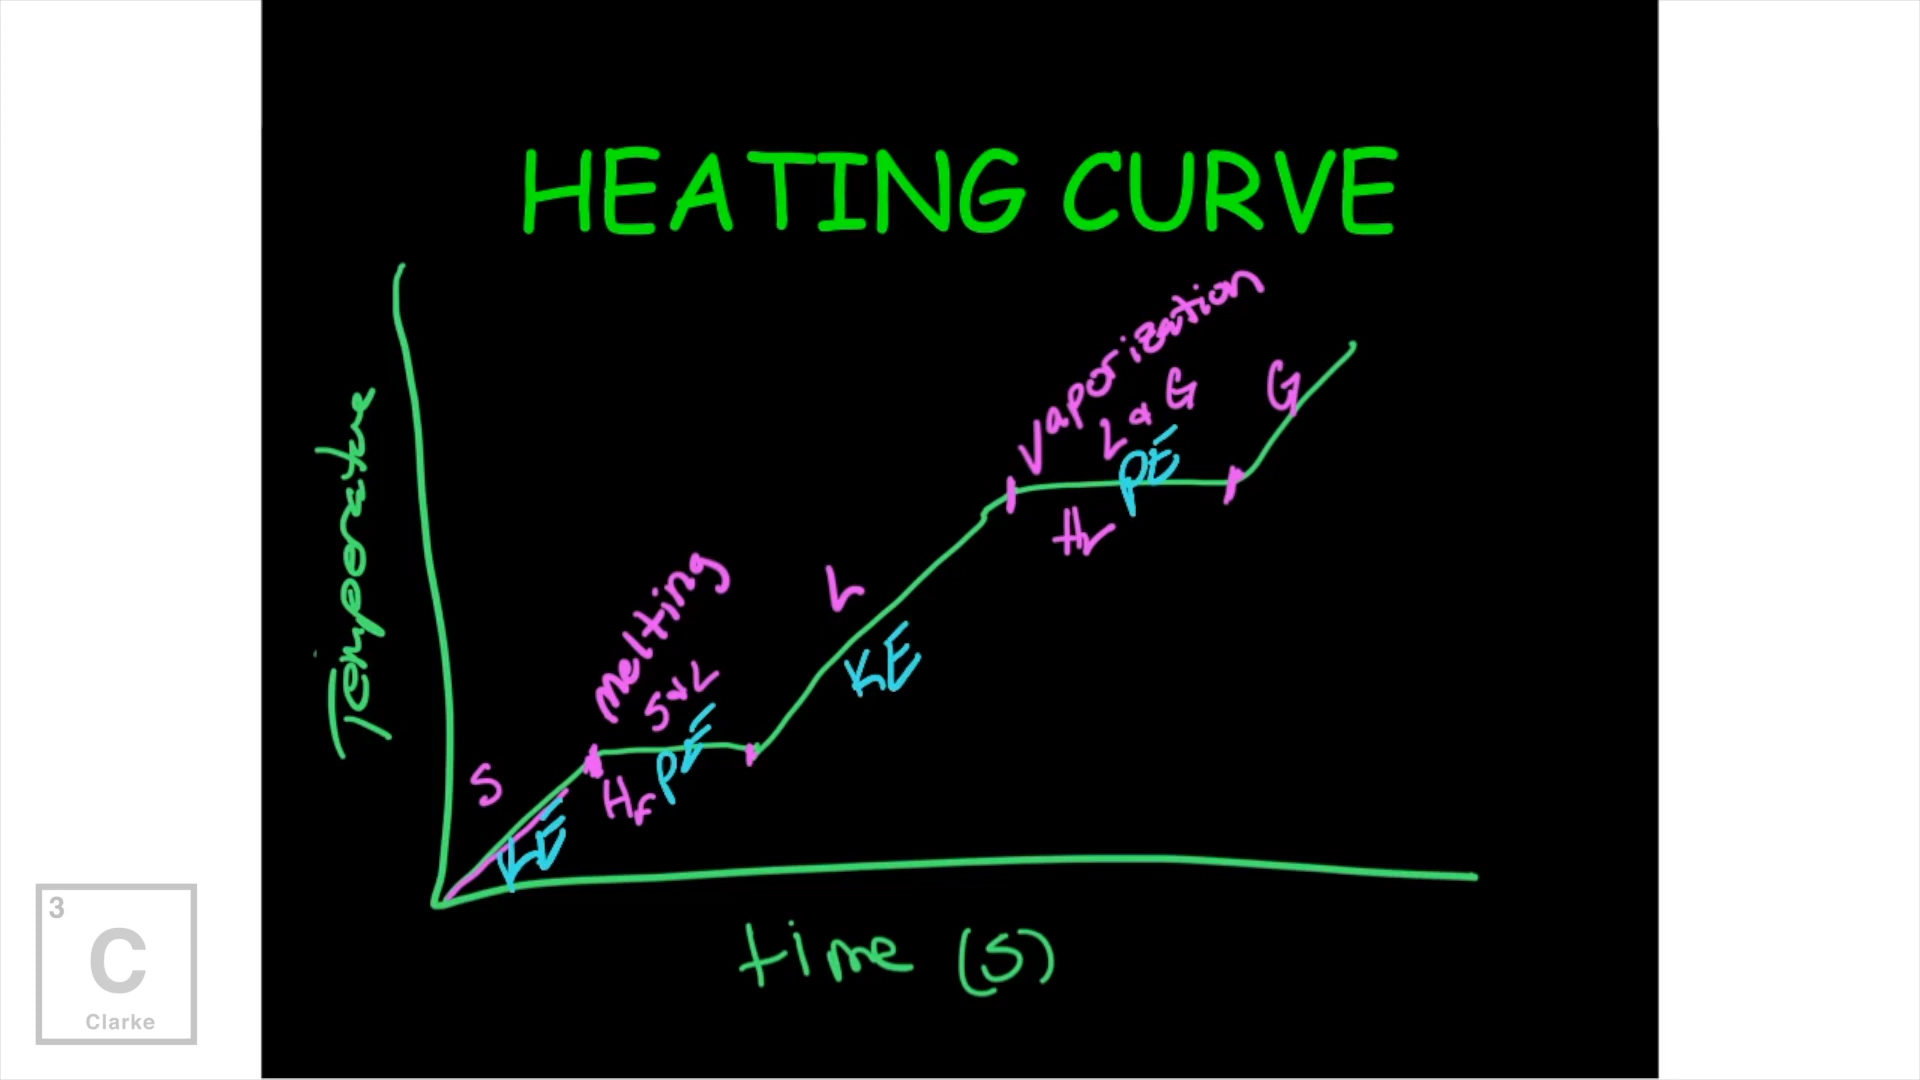 HEATING CURVE
Temperature
Vaporization
L & G
PE
Hv
G
melting
S & L
PE
Hf
L
KE
S
KE
time (s)
3
C
Clarke